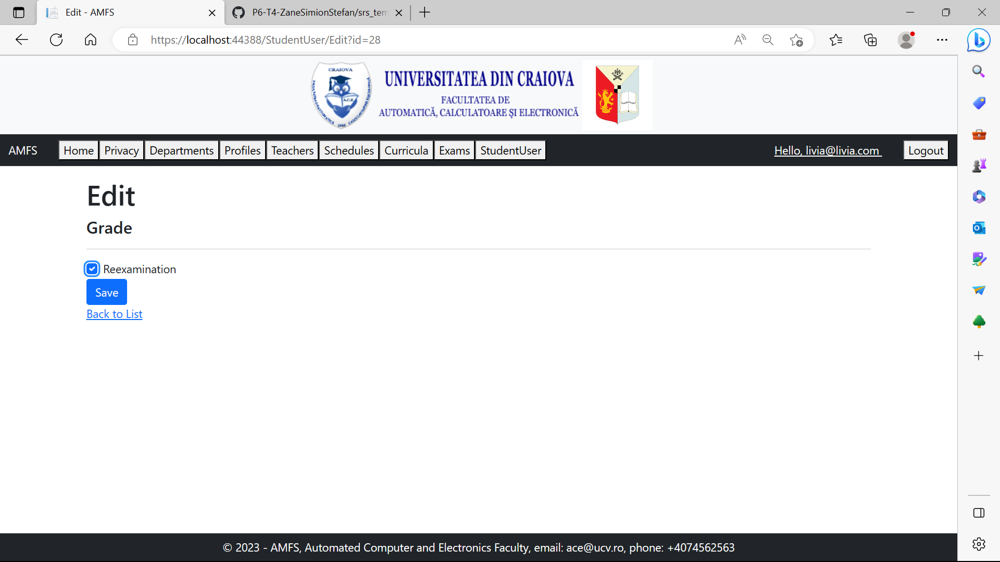 Edit - AMFS
P6-T4-ZaneSimionStefan/srs_tem
https://localhost:44388/StudentUser/Edit?id=28
CRAIOVA
A.C.E
1965
UNIVERSITATEA DIN CRAIOVA
FACULTATEA DE
AUTOMATICĂ, CALCULATOARE ŞI ELECTRONICĂ
AMFS
Home
Privacy
Departments
Profiles
Teachers
Schedules
Curricula
Exams
StudentUser
Hello, livia@livia.com
Logout
Edit
Grade
Reexamination
Save
Back to List
© 2023 - AMFS, Automated Computer and Electronics Faculty, email: ace@ucv.ro, phone: +4074562563